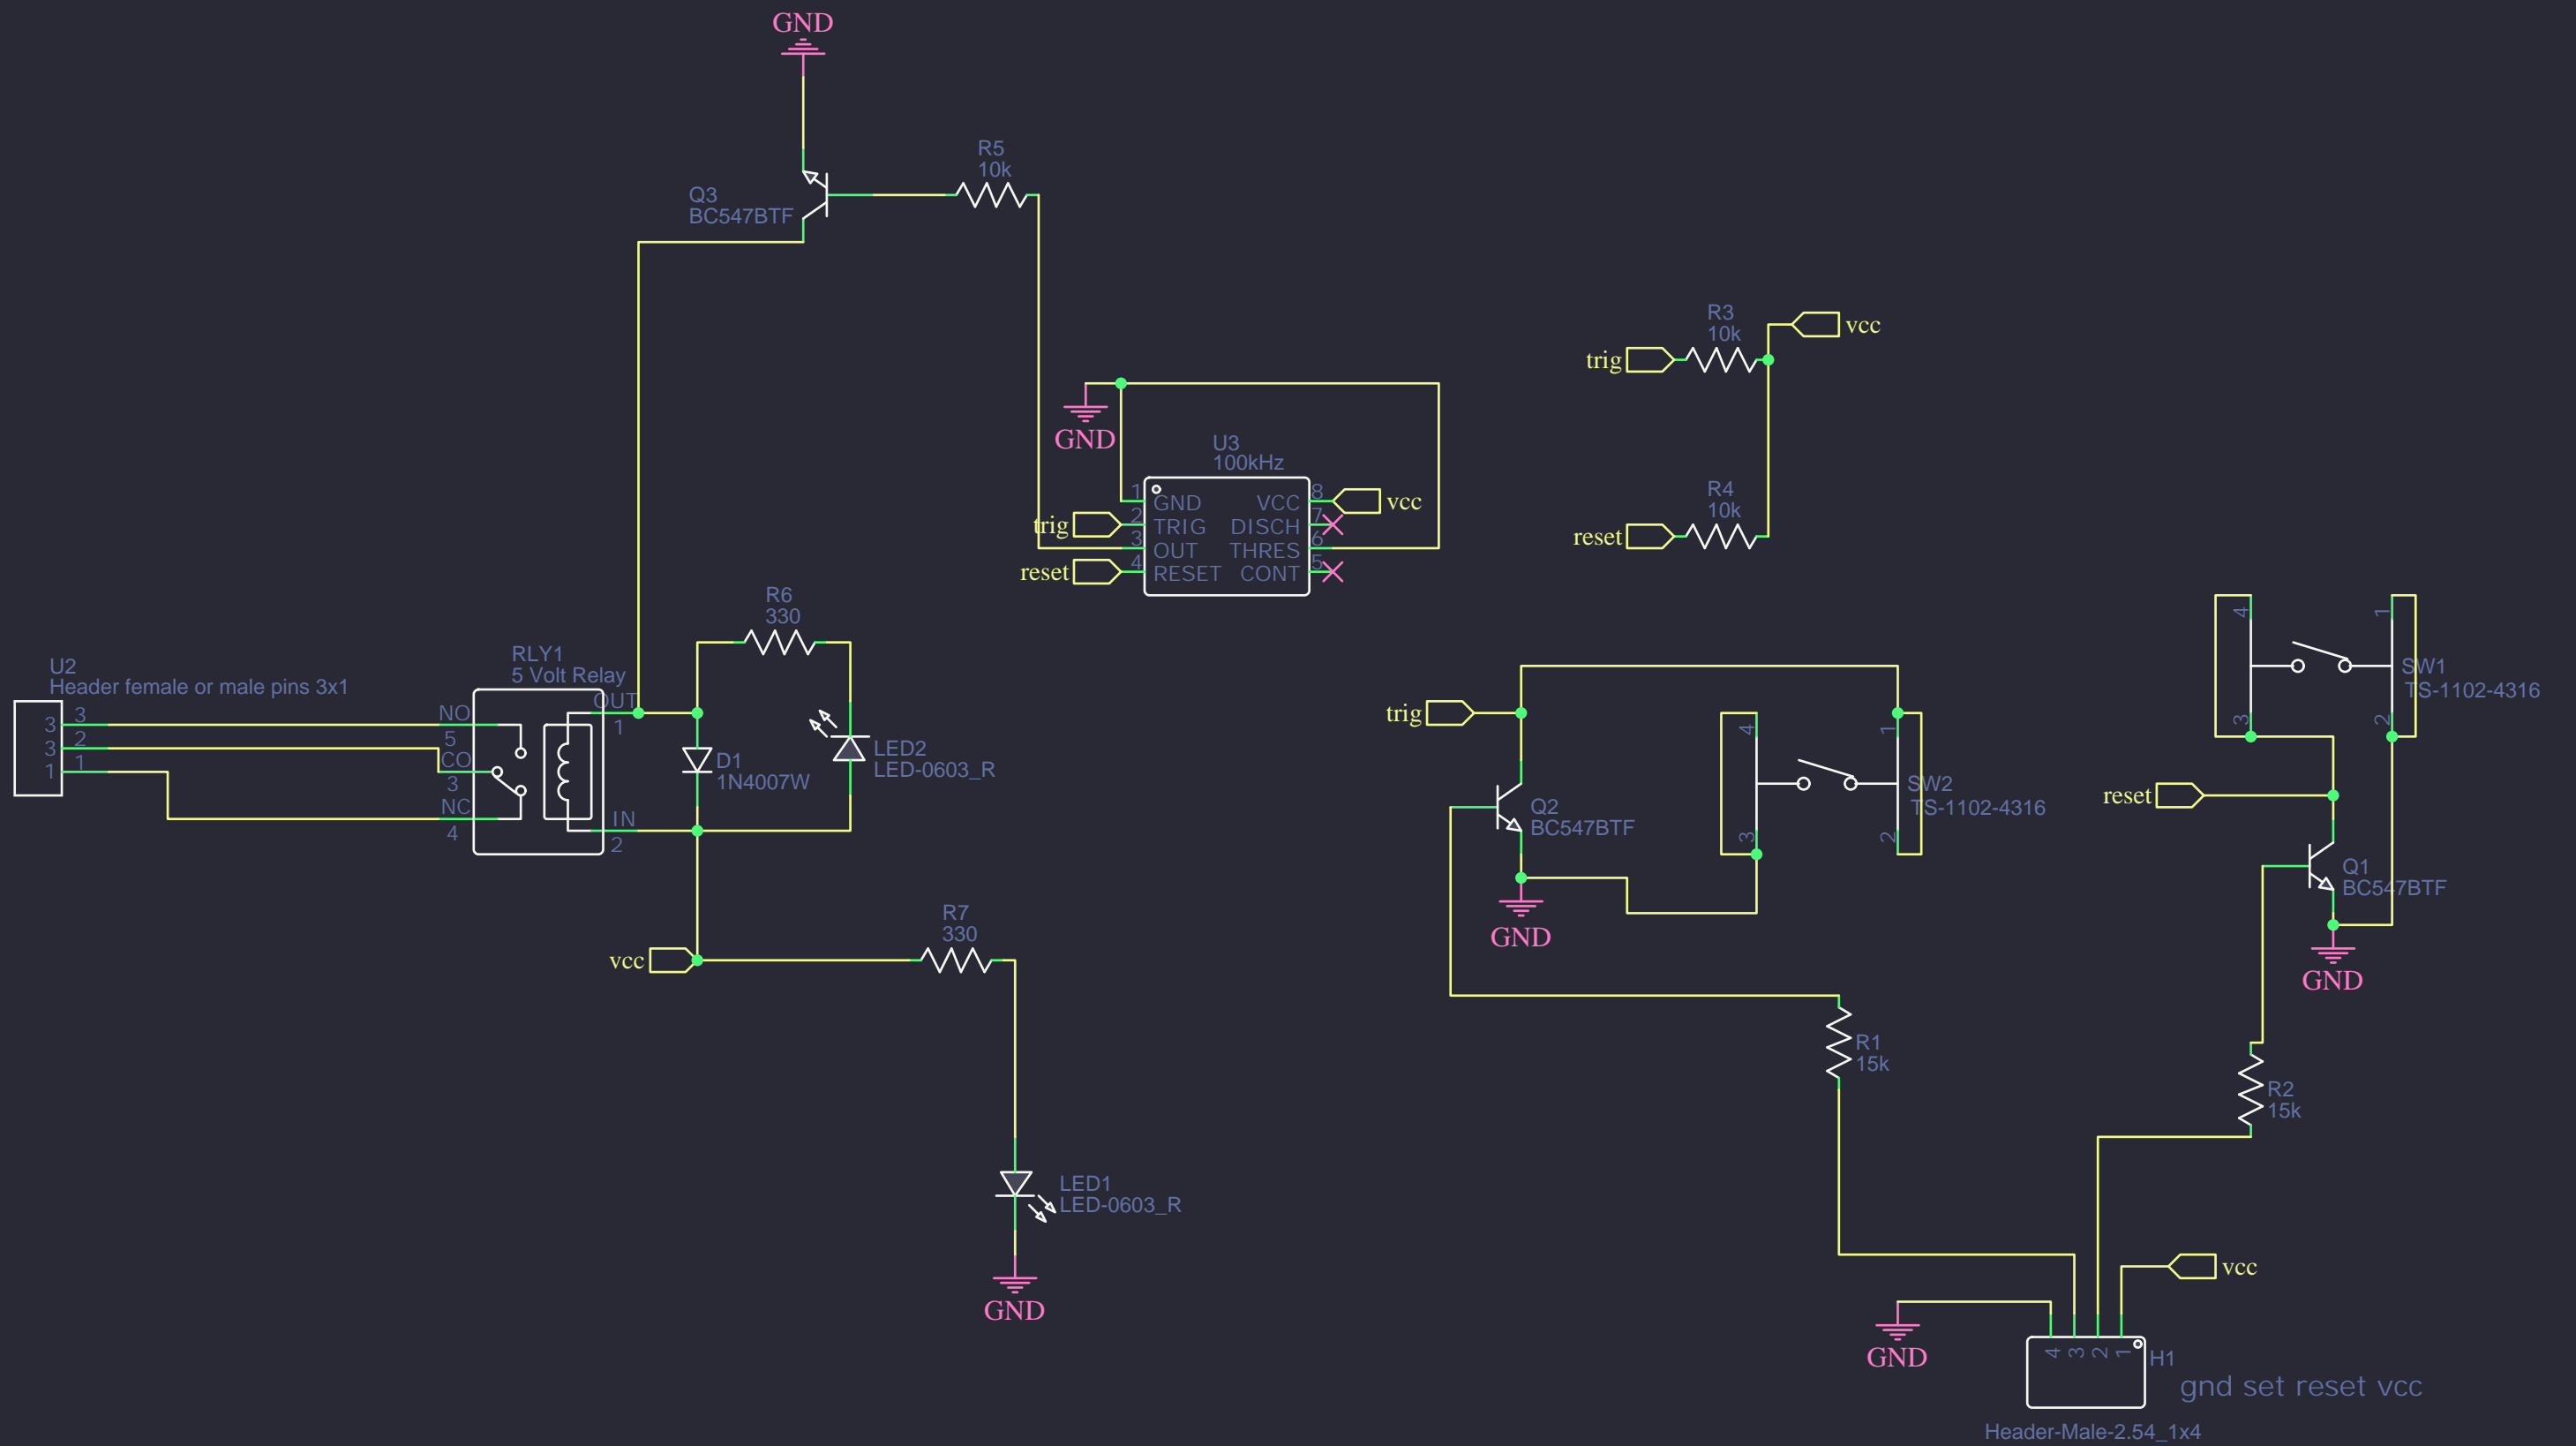 GND
R5
10k
Q3
BC547BTF
R3
10k
vcc
trig
GND
U3
100kHz
R4
10k
reset
1
GND
VCC
8
vcc
trig
2
TRIG
DISCH
7
3
OUT
THRES
6
reset
4
RESET
CONT
5
R6
330
U2
Header female or male pins 3x1
RLY1
5 Volt Relay
OUT
1
3
3
NO
5
3
2
CO
3
1
1
NC
4
IN
2
D1
1N4007W
LED2
LED-0603_R
trig
4
1
3
2
SW2
TS-1102-4316
Q2
BC547BTF
GND
4
1
3
2
SW1
TS-1102-4316
reset
Q1
BC547BTF
GND
R7
330
vcc
R1
15k
R2
15k
LED1
LED-0603_R
GND
vcc
GND
4
3
2
1
H1
gnd set reset vcc
Header-Male-2.54_1x4